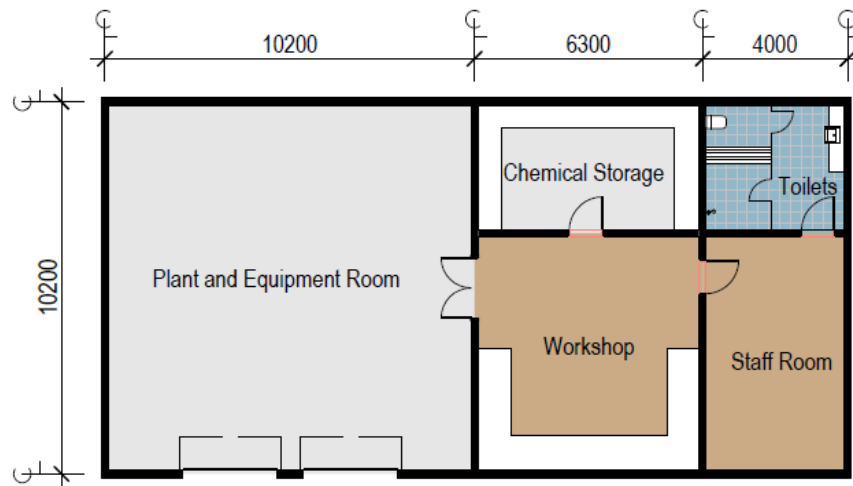 10200
6300
4000
10200
Chemical Storage
Toilets
Plant and Equipment Room
Workshop
Staff Room